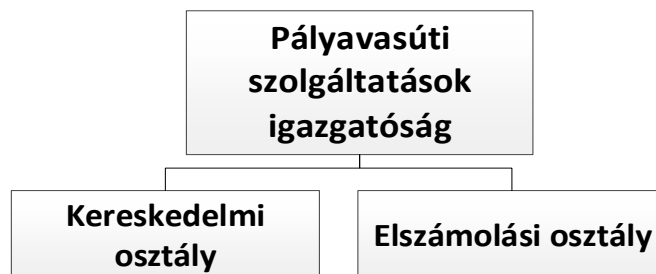 Pályavasúti
szolgáltatások
igazgatóság
Kereskedelmi
osztály
Elszámolási osztály